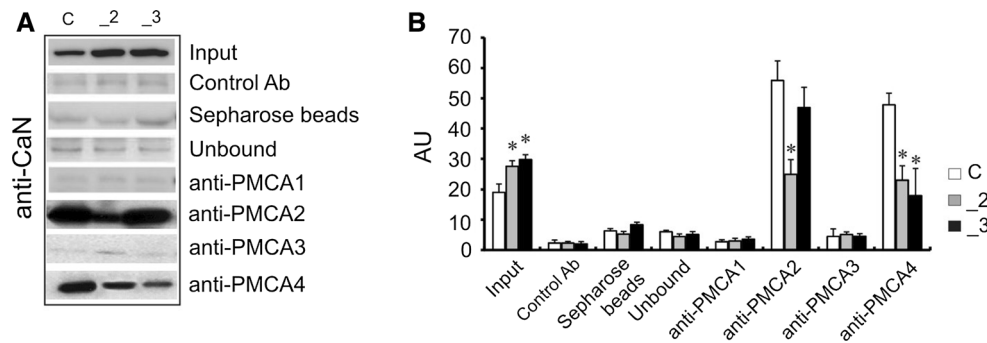 A
C _2 _3
anti-CaN
Input
Control Ab
Sepharose beads
Unbound
anti-PMCA1
anti-PMCA2
anti-PMCA3
anti-PMCA4
B
AU
70
60
50
40
30
20
10
0
* *
*
* *
Input
Control Ab
Sepharose
beads
Unbound
anti-PMCA1
anti-PMCA2
anti-PMCA3
anti-PMCA4
C
_2
_3